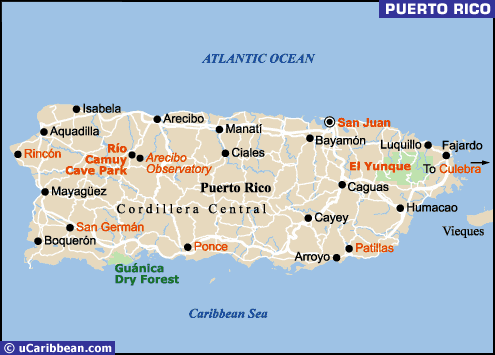 PUERTO RICO
ATLANTIC OCEAN
Isabela
Arecibo
San Juan
Aquadilla
Manatí
Bayamón
Luquillo
Fajardo
Rincón
Río
Camuy
Cave Park
Arecibo
Observatory
Ciales
El Yunque
To Culebra
Mayagüez
Puerto Rico
Caguas
Cordillera Central
Cayey
Humacao
San Germán
Vieques
Boquerón
Ponce
Patillas
Arroyo
Guánica
Dry Forest
Caribbean Sea
© uCaribbean.com